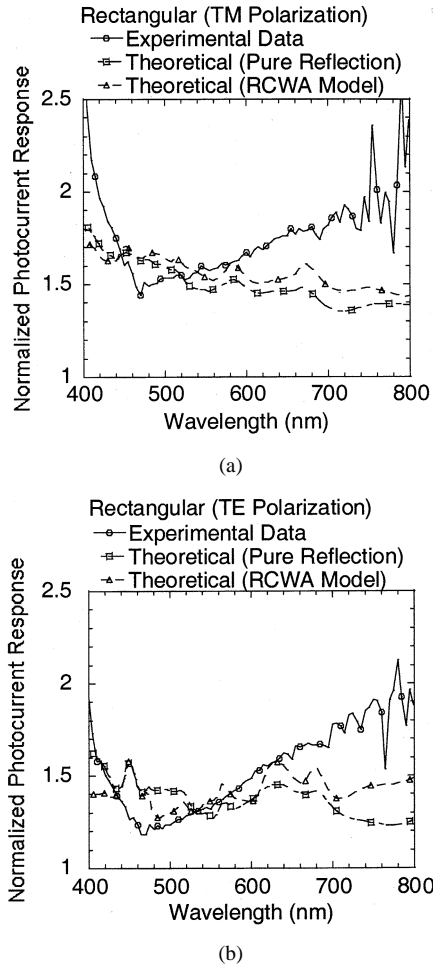 Rectangular (TM Polarization)
Experimental Data
Theoretical (Pure Reflection)
Theoretical (RCWA Model)
2.5
2
1.5
1
Normalized Photocurrent Response
400 500 600 700 800
Wavelength (nm)
(a)
Rectangular (TE Polarization)
Experimental Data
Theoretical (Pure Reflection)
Theoretical (RCWA Model)
2.5
2
1.5
1
Normalized Photocurrent Response
400 500 600 700 800
Wavelength (nm)
(b)